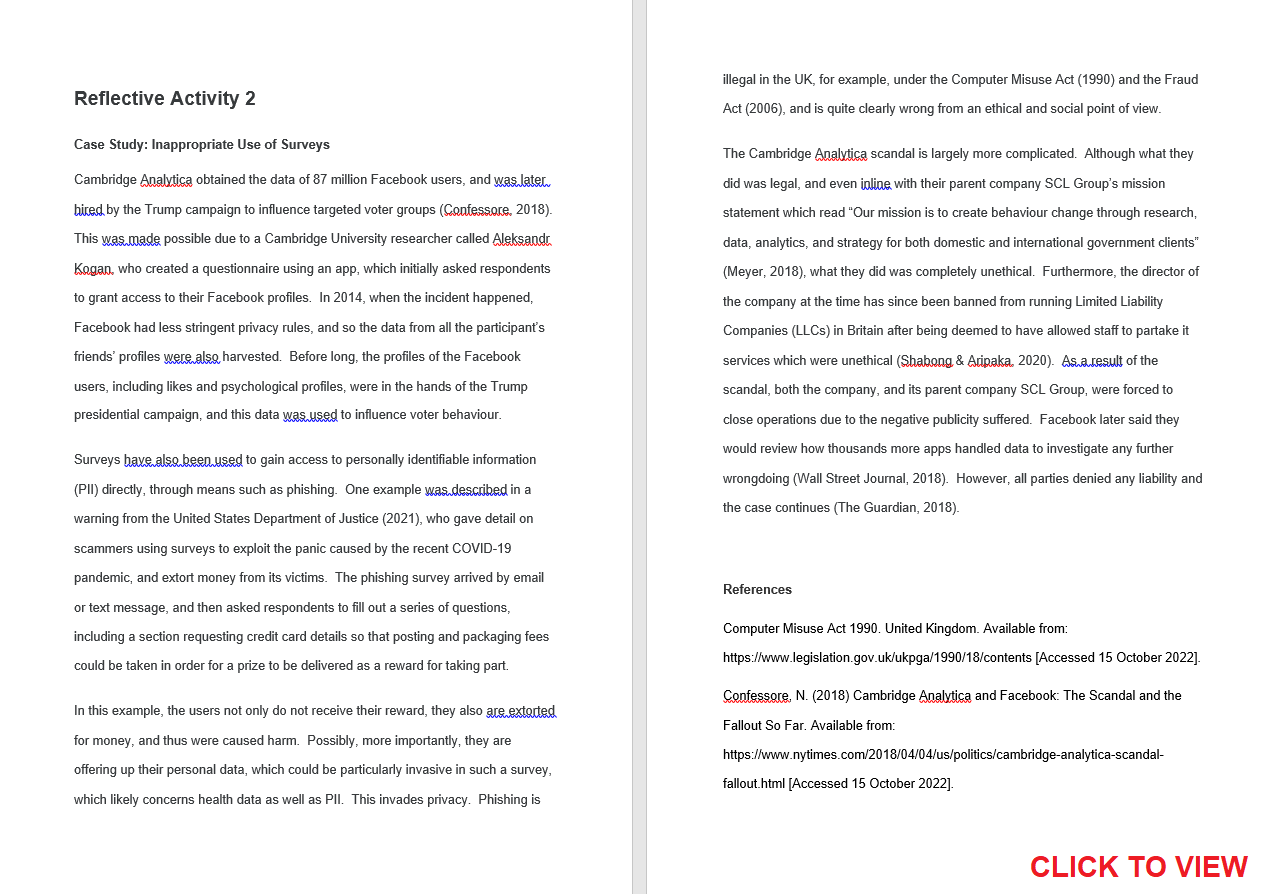 Reflective Activity 2
Case Study: Inappropriate Use of Surveys
Cambridge Analytica obtained the data of 87 million Facebook users, and was later
hired by the Trump campaign to influence targeted voter groups (Confessore, 2018).
This was made possible due to a Cambridge University researcher called Aleksandr
Kogan, who created a questionnaire using an app, which initially asked respondents
to grant access to their Facebook profiles.  In 2014, when the incident happened,
Facebook had less stringent privacy rules, and so the data from all the participant's
friends' profiles were also harvested.  Before long, the profiles of the Facebook
users, including likes and psychological profiles, were in the hands of the Trump
presidential campaign, and this data was used to influence voter behaviour.
Surveys have also been used to gain access to personally identifiable information
(PII) directly, through means such as phishing.  One example was described in a
warning from the United States Department of Justice (2021), who gave detail on
scammers using surveys to exploit the panic caused by the recent COVID-19
pandemic, and extort money from its victims.  The phishing survey arrived by email
or text message, and then asked respondents to fill out a series of questions,
including a section requesting credit card details so that posting and packaging fees
could be taken in order for a prize to be delivered as a reward for taking part.
In this example, the users not only do not receive their reward, they also are extorted
for money, and thus were caused harm.  Possibly, more importantly, they are
offering up their personal data, which could be particularly invasive in such a survey,
which likely concerns health data as well as PII.  This invades privacy.  Phishing is
illegal in the UK, for example, under the Computer Misuse Act (1990) and the Fraud
Act (2006), and is quite clearly wrong from an ethical and social point of view.
The Cambridge Analytica scandal is largely more complicated.  Although what they
did was legal, and even inline with their parent company SCL Group's mission
statement which read “Our mission is to create behaviour change through research,
data, analytics, and strategy for both domestic and international government clients”
(Meyer, 2018), what they did was completely unethical.  Furthermore, the director of
the company at the time has since been banned from running Limited Liability
Companies (LLCs) in Britain after being deemed to have allowed staff to partake it
services which were unethical (Shabong & Aripaka, 2020).  As a result of the
scandal, both the company, and its parent company SCL Group, were forced to
close operations due to the negative publicity suffered.  Facebook later said they
would review how thousands more apps handled data to investigate any further
wrongdoing (Wall Street Journal, 2018).  However, all parties denied any liability and
the case continues (The Guardian, 2018).
References
Computer Misuse Act 1990. United Kingdom. Available from:
https://www.legislation.gov.uk/ukpga/1990/18/contents [Accessed 15 October 2022].
Confessore, N. (2018) Cambridge Analytica and Facebook: The Scandal and the
Fallout So Far. Available from:
https://www.nytimes.com/2018/04/04/us/politics/cambridge-analytica-scandal-
fallout.html [Accessed 15 October 2022].
CLICK TO VIEW